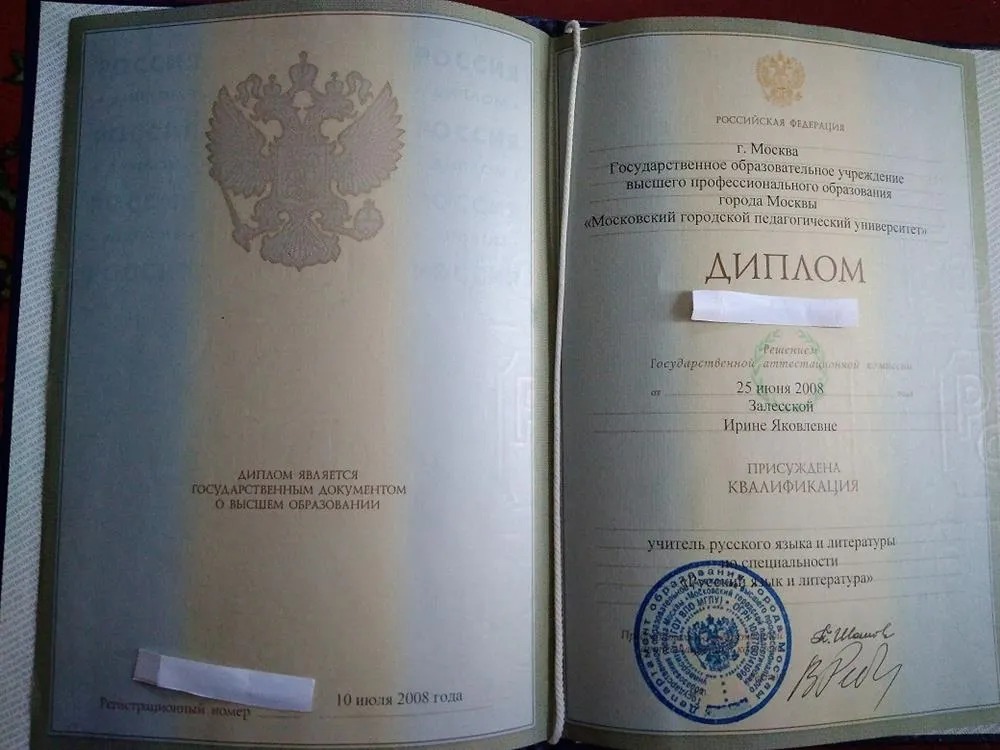 ДИПЛОМ ЯВЛЯЕТСЯ
ГОСУДАРСТВЕННЫМ ДОКУМЕНТОМ
О ВЫСШЕМ ОБРАЗОВАНИИ
Регистрационный номер
10 июля 2008 года
РОССИЙСКАЯ ФЕДЕРАЦИЯ
г. Москва
Государственное образовательное учреждение
высшего профессионального образования
города Москвы
«Московский городской педагогический университет»
ДИПЛОМ
Решением
Государственной аттестационной комиссии
от 25 июня 2008 года
Залесской
Ирине Яковлевне
ПРИСУЖДЕНА
КВАЛИФИКАЦИЯ
учитель русского языка и литературы
по специальности
«Русский язык и литература»